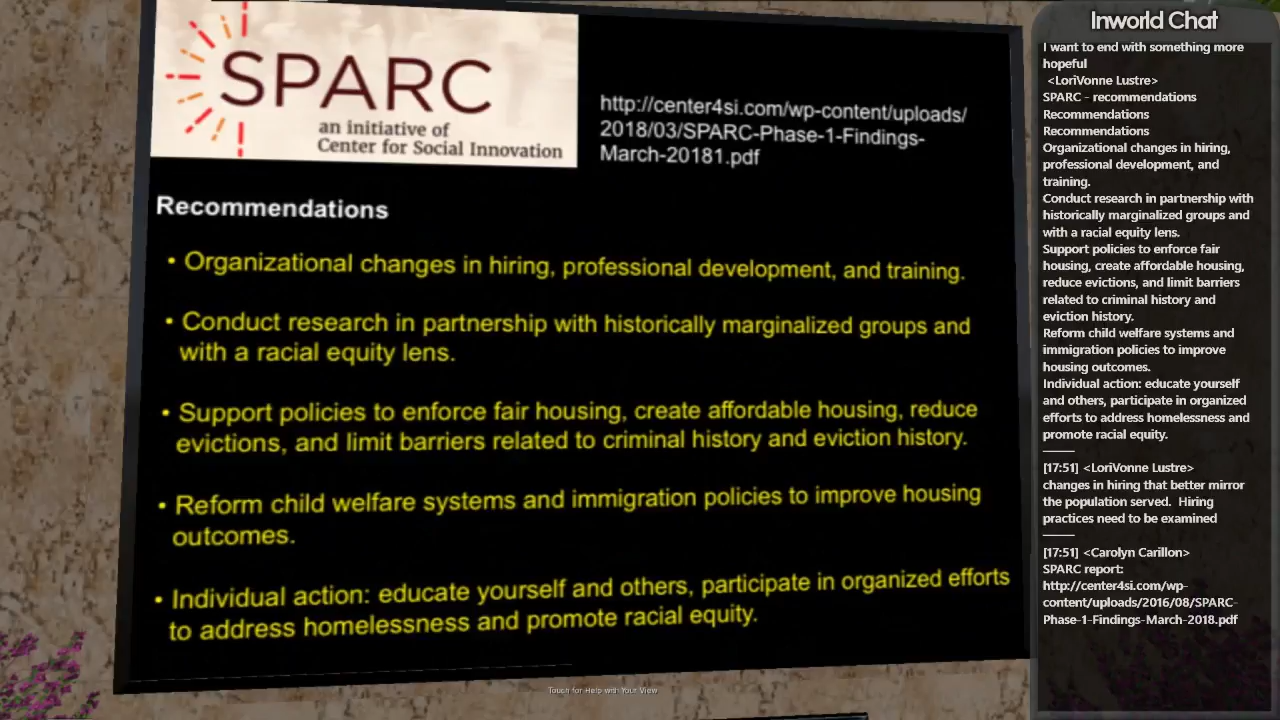 SPARC
an initiative of
Center for Social Innovation
http://center4si.com/wp-content/uploads/
2018/03/SPARC-Phase-1-Findings-
March-20181.pdf
Recommendations
• Organizational changes in hiring, professional development, and training.
• Conduct research in partnership with historically marginalized groups and
with a racial equity lens.
• Support policies to enforce fair housing, create affordable housing, reduce
evictions, and limit barriers related to criminal history and eviction history.
• Reform child welfare systems and immigration policies to improve housing
outcomes.
• Individual action: educate yourself and others, participate in organized efforts
to address homelessness and promote racial equity.
Touch for Help with Your View
Inworld Chat
I want to end with something more
hopeful
<LoriVonne Lustre>
SPARC - recommendations
Recommendations
Recommendations
Organizational changes in hiring,
professional development, and
training.
Conduct research in partnership with
historically marginalized groups and
with a racial equity lens.
Support policies to enforce fair
housing, create affordable housing,
reduce evictions, and limit barriers
related to criminal history and
eviction history.
Reform child welfare systems and
immigration policies to improve
housing outcomes.
Individual action: educate yourself
and others, participate in organized
efforts to address homelessness and
promote racial equity.
[17:51] <LoriVonne Lustre>
changes in hiring that better mirror
the population served.  Hiring
practices need to be examined
[17:51] <Carolyn Carillon>
SPARC report:
http://center4si.com/wp-
content/uploads/2016/08/SPARC-
Phase-1-Findings-March-2018.pdf